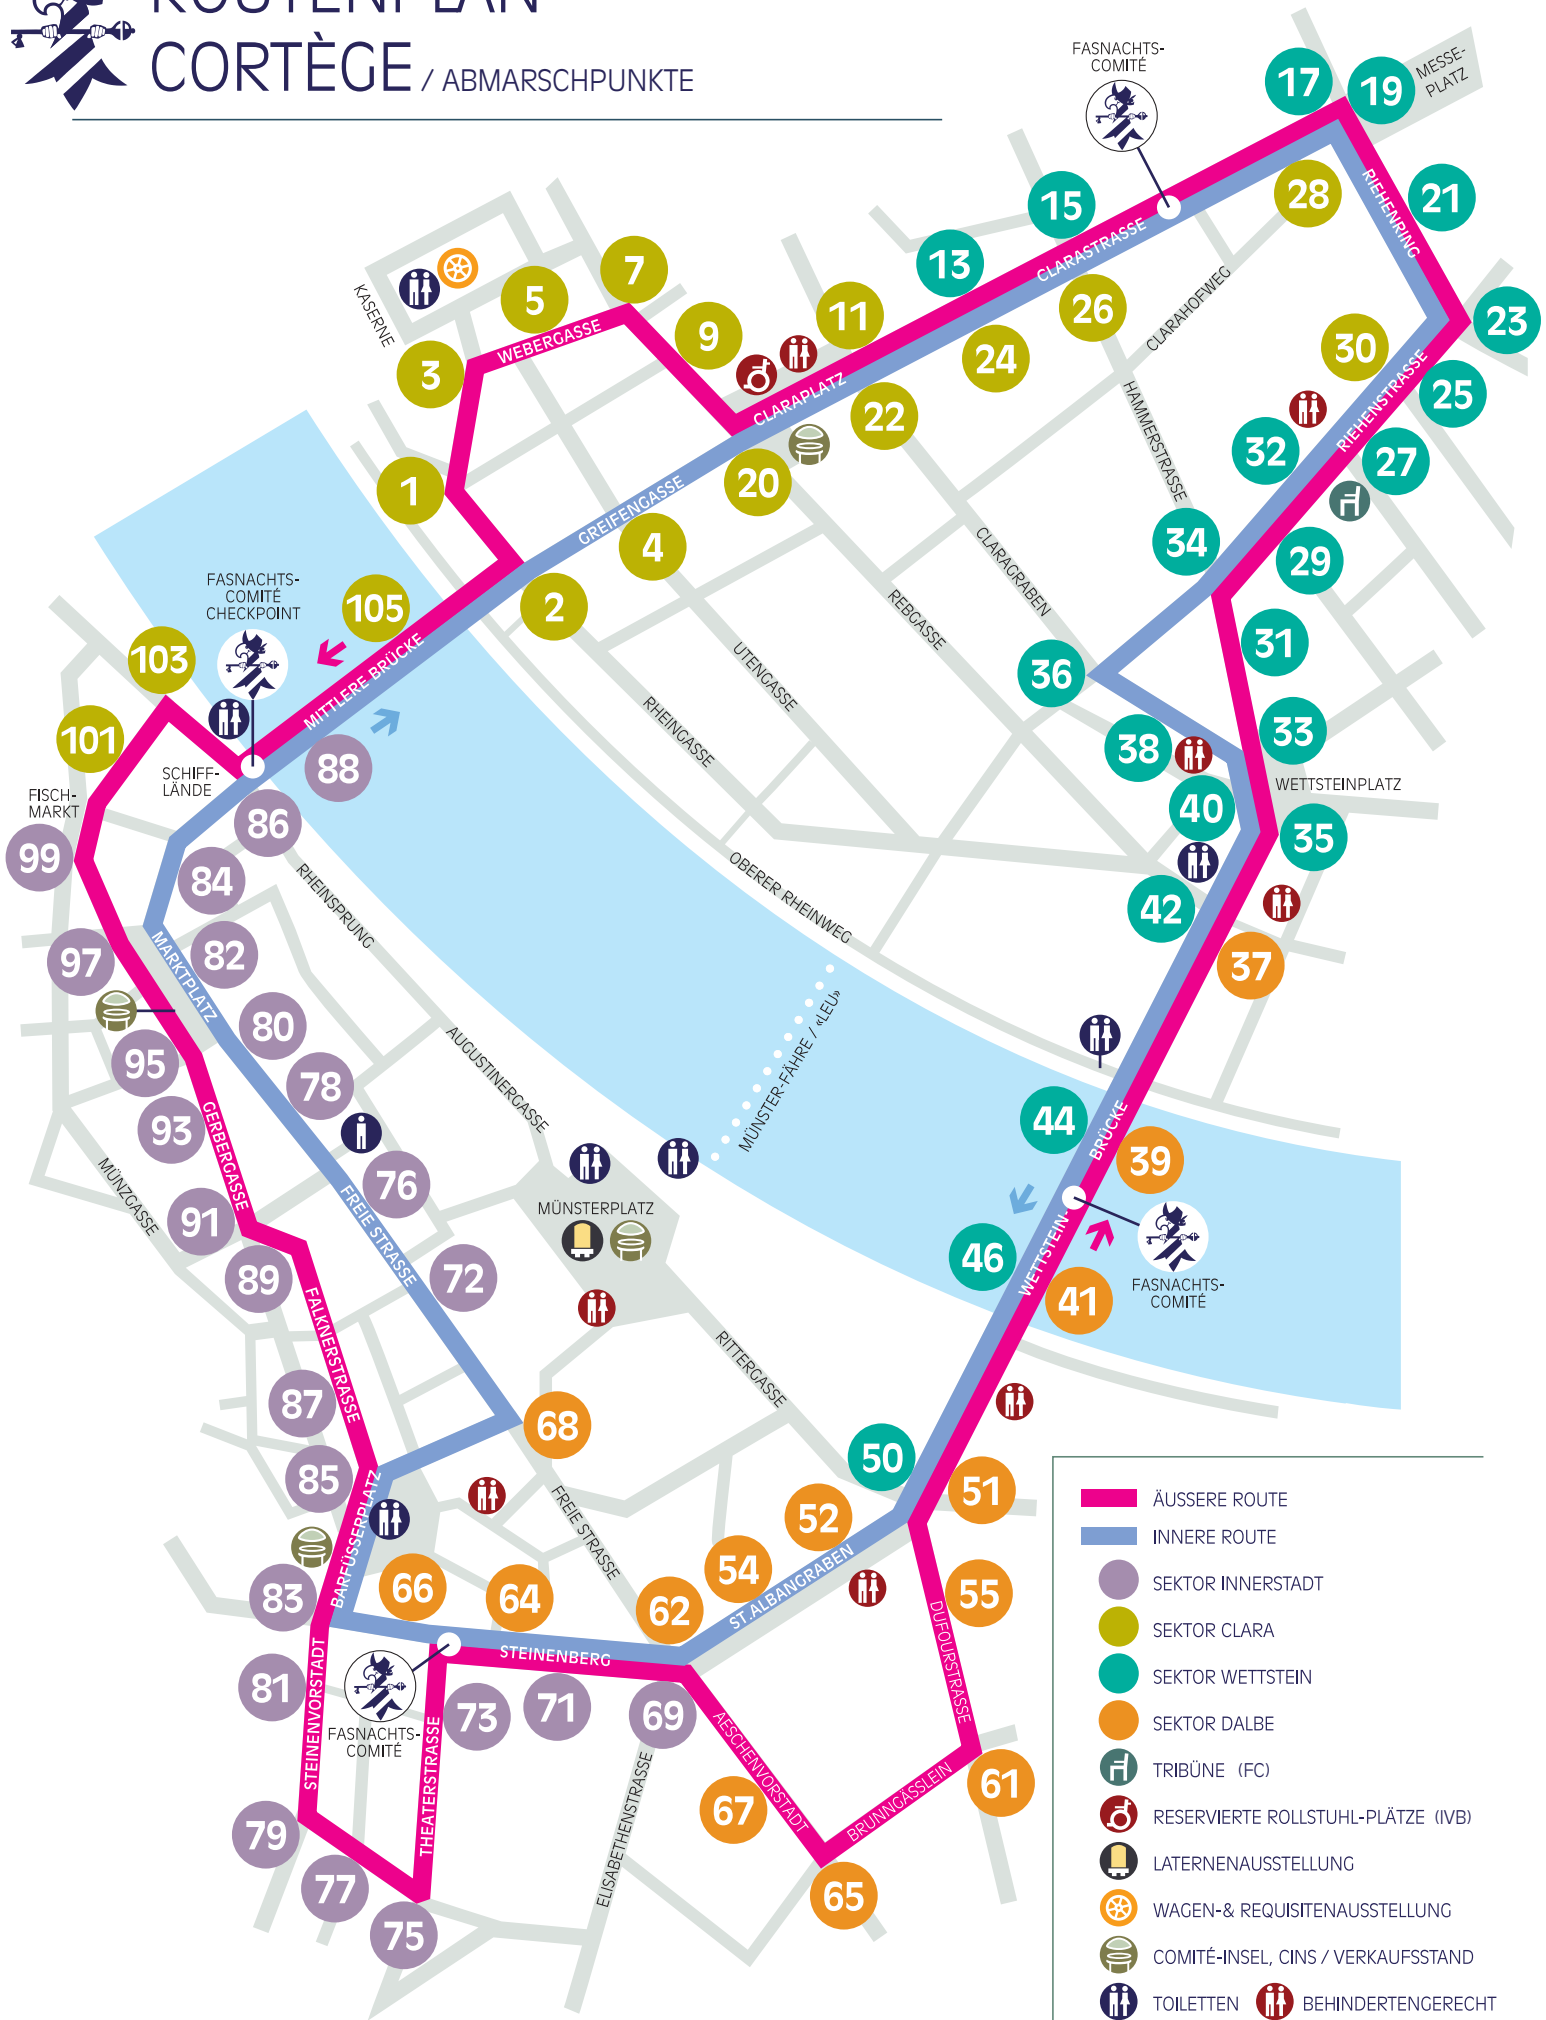 ROUTENPLAN
CORTÈGE / ABMARSCHPUNKTE
FASNACHTS-
COMITÉ
MESSE-
PLATZ
17
19
15
28
21
RIEHENRING
13
CLARASTRASSE
7
5
KASERNE
WEBERGASSE
9
11
26
CLARAHOFWEG
23
3
24
30
25
CLARAPLATZ
22
HAMMERSTRASSE
RIEHENSTRASSE
32
27
1
20
GREIFENGASSE
4
34
29
CLARAGRABEN
FASNACHTS-
COMITÉ
CHECKPOINT
105
2
REBGASSE
31
103
UTENGASSE
36
MITTLERE BRÜCKE
RHEINGASSE
33
101
38
SCHIFF-
LÄNDE
88
WETTSTEINPLATZ
FISCH-
MARKT
86
40
35
99
84
RHEINSPRUNG
OBERER RHEINWEG
42
97
MARKTPLATZ
82
37
80
MÜNSTER-FÄHRE / «LEU»
95
AUGUSTINERGASSE
78
93
GERBERGASSE
44
BRÜCKE
39
MÜNZGASSE
76
FREIE STRASSE
MÜNSTERPLATZ
91
WETTSTEIN-
46
89
72
41
FASNACHTS-
COMITÉ
FALKNERSTRASSE
RITTERGASSE
87
68
85
50
BARFÜSSERPLATZ
FREIE STRASSE
51
52
83
66
64
54
62
ST. ALBANGRABEN
55
DUFOURSTRASSE
STEINENBERG
81
STEINENVORSTADT
73
71
69
FASNACHTS-
COMITÉ
THEATERSTRASSE
AESCHENVORSTADT
67
BRUNNGÄSSLEIN
61
79
ELISABETHENSTRASSE
77
65
75
ÄUSSERE ROUTE
INNERE ROUTE
SEKTOR INNERSTADT
SEKTOR CLARA
SEKTOR WETTSTEIN
SEKTOR DALBE
TRIBÜNE (FC)
RESERVIERTE ROLLSTUHL-PLÄTZE (IVB)
LATERNENAUSSTELLUNG
WAGEN-& REQUISITENAUSSTELLUNG
COMITÉ-INSEL, CINS / VERKAUFSSTAND
TOILETTEN BEHINDERTENGERECHT